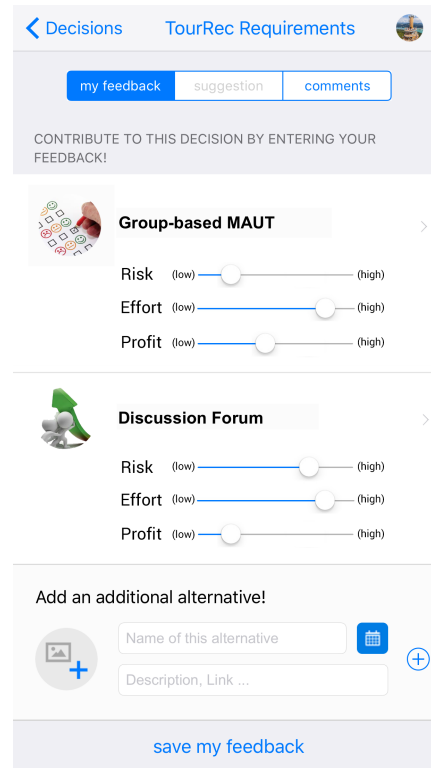 Decisions TourRec Requirements
my feedback suggestion comments
CONTRIBUTE TO THIS DECISION BY ENTERING YOUR
FEEDBACK!
Group-based MAUT
Risk (low) (high)
Effort (low) (high)
Profit (low) (high)
Discussion Forum
Risk (low) (high)
Effort (low) (high)
Profit (low) (high)
Add an additional alternative!
Name of this alternative
Description, Link ...
save my feedback